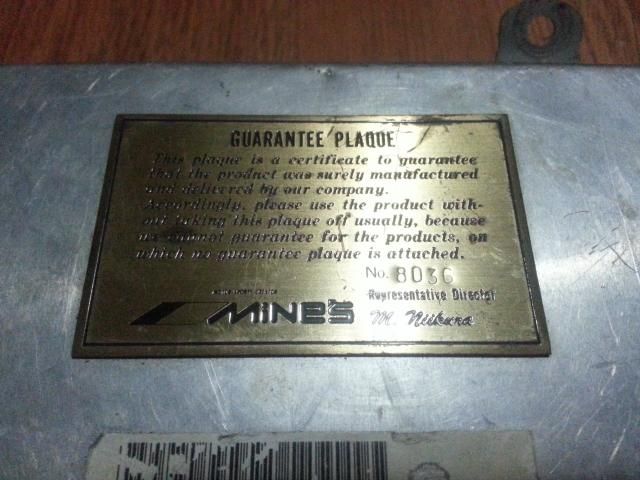 GUARANTEE PLAQUE
This plaque is a certificate to guarantee
that the product was surely manufactured
and delivered by our company.
Accordingly, please use the product with-
out taking this plaque off usually, because
we cannot guarantee for the products, on
which no guarantee plaque is attached.
No. 8036
Representative Director
MINE'S M. Niikura